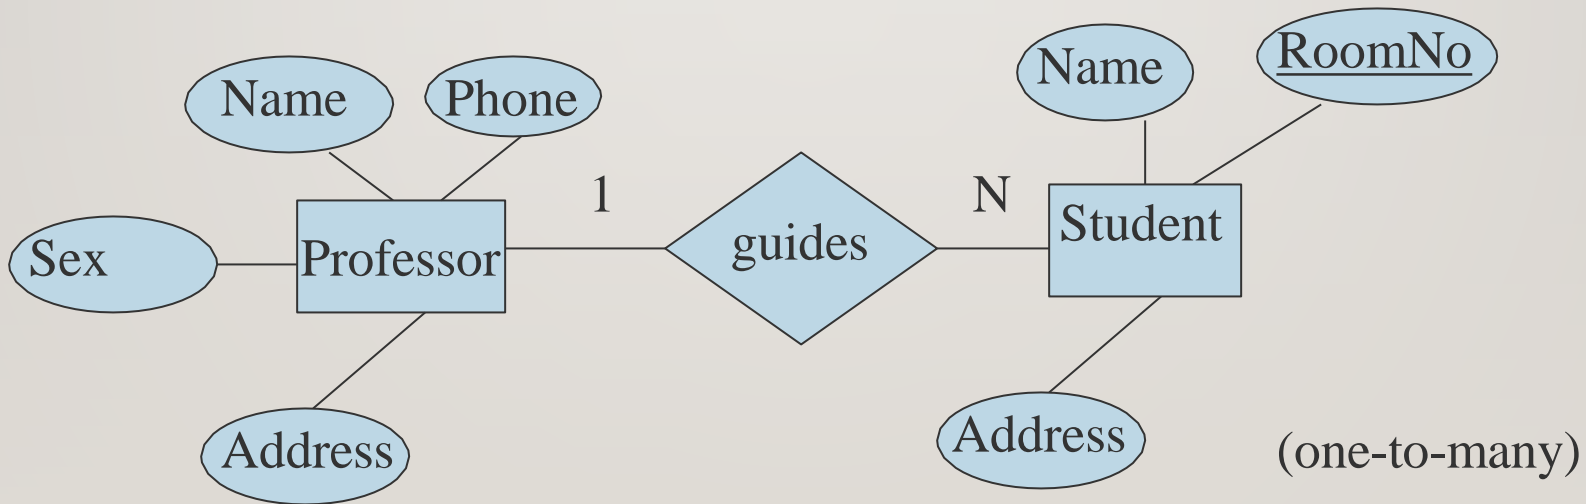 Name
Phone
Name
RoomNo
Sex
Professor
1
guides
N
Student
Address
Address
(one-to-many)